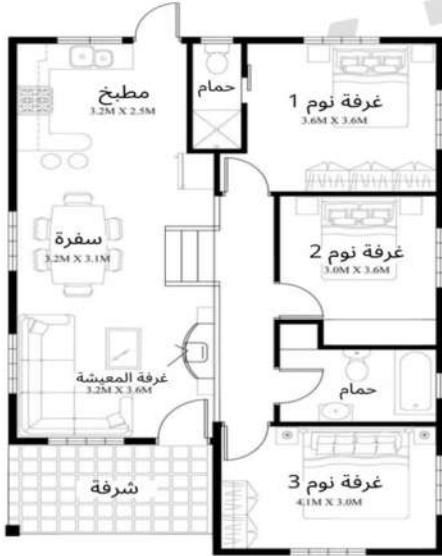 مطبخ
3.2M X 2.5M
حمام
غرفة نوم 1
3.6M X 3.6M
سفرة
3.2M X 3.1M
غرفة نوم 2
3.0M X 3.6M
غرفة المعيشة
3.2M X 3.6M
حمام
شرفة
غرفة نوم 3
4.1M X 3.0M